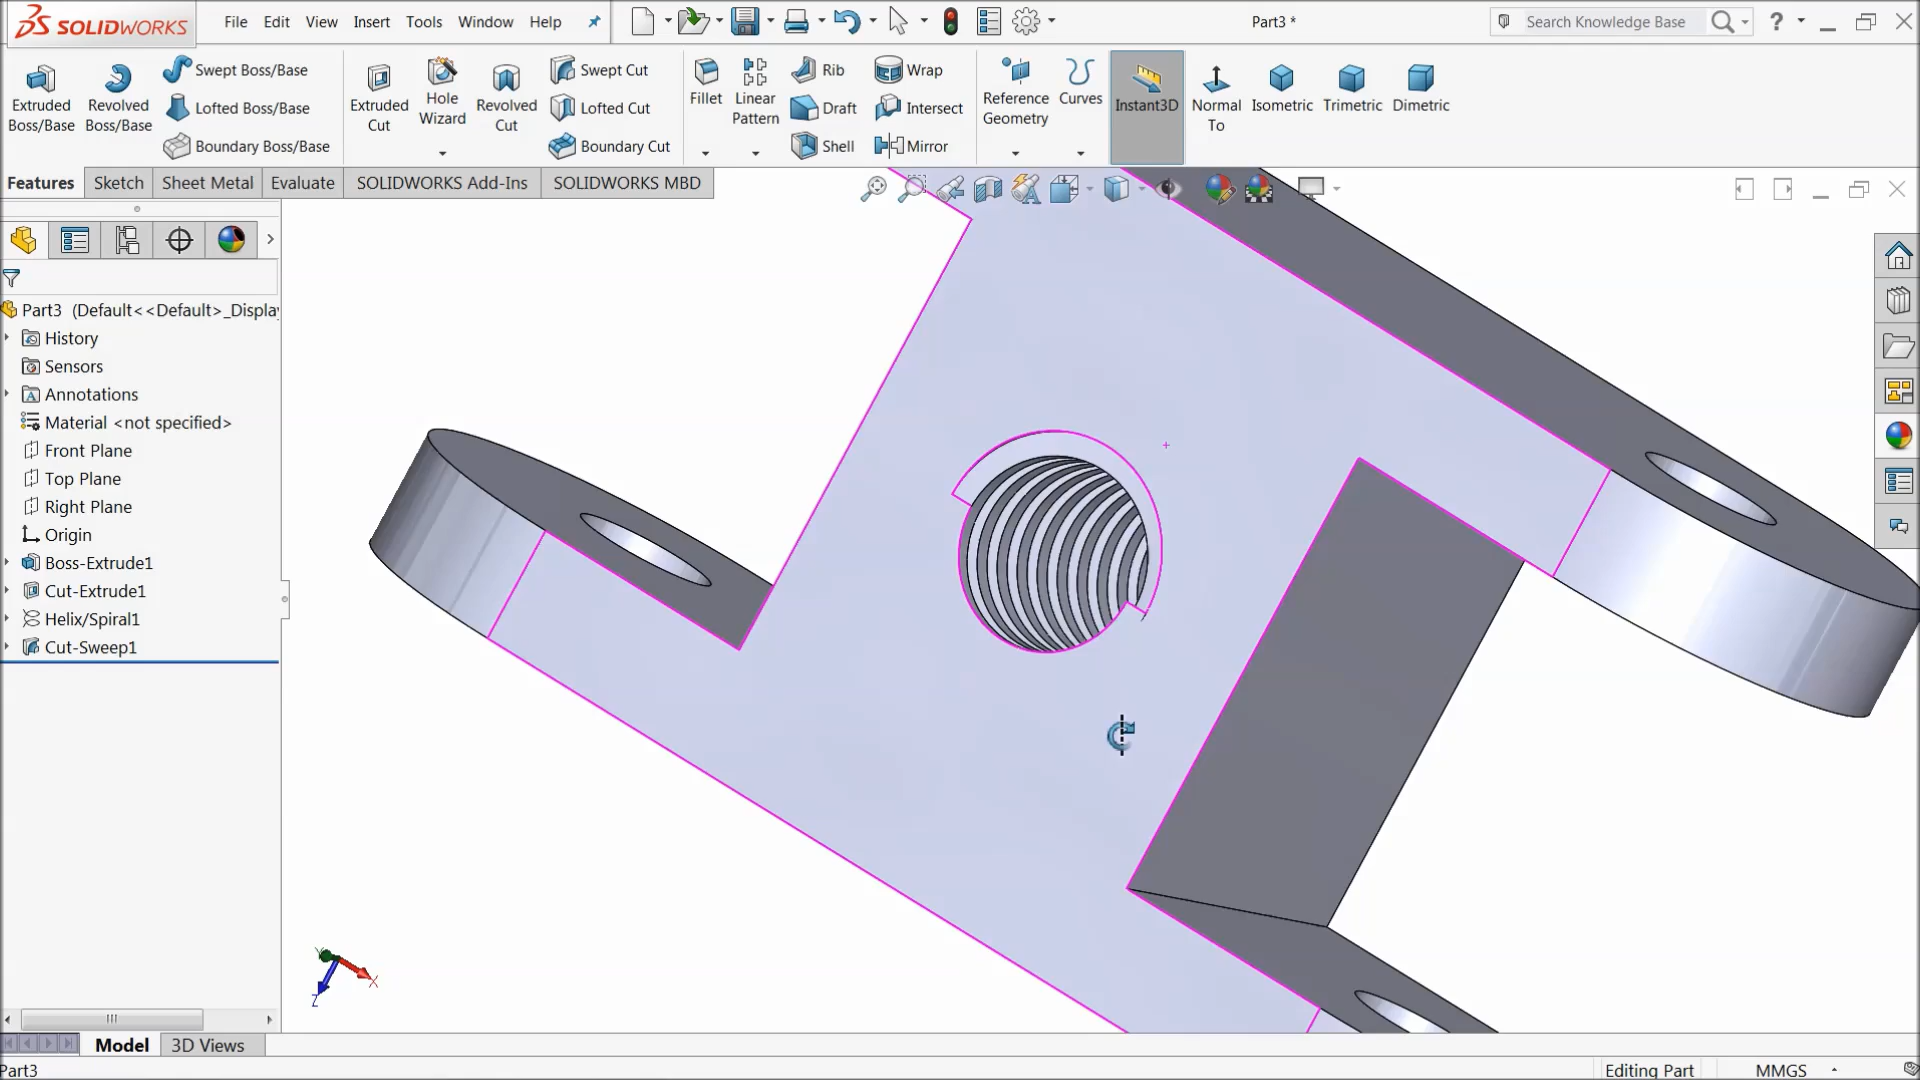 SOLIDWORKS
File Edit View Insert Tools Window Help
Part3 *
Search Knowledge Base
?
Extruded Boss/Base
Revolved Boss/Base
Swept Boss/Base
Lofted Boss/Base
Boundary Boss/Base
Extruded Cut
Hole Wizard
Revolved Cut
Swept Cut
Lofted Cut
Boundary Cut
Fillet
Linear Pattern
Rib
Draft
Shell
Wrap
Intersect
Mirror
Reference Geometry
Curves
Instant3D
Normal To
Isometric
Trimetric
Dimetric
Features Sketch Sheet Metal Evaluate SOLIDWORKS Add-Ins SOLIDWORKS MBD
Part3 (Default<<Default>_Displa
History
Sensors
Annotations
Material <not specified>
Front Plane
Top Plane
Right Plane
Origin
Boss-Extrude1
Cut-Extrude1
Helix/Spiral1
Cut-Sweep1
X
Z
Model 3D Views
Part3
Editing Part MMGS